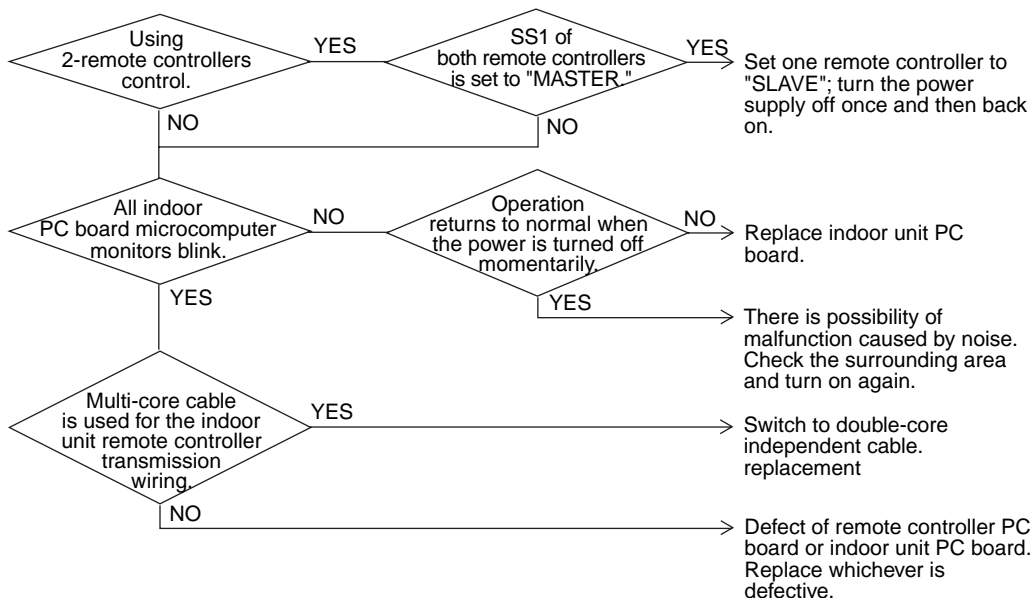 Using
2-remote controllers
control.
YES
SS1 of
both remote controllers
is set to "MASTER."
YES
Set one remote controller to
"SLAVE"; turn the power
supply off once and then back
on.
NO
NO
All indoor
PC board microcomputer
monitors blink.
NO
Operation
returns to normal when
the power is turned off
momentarily.
NO
Replace indoor unit PC
board.
YES
YES
There is possibility of
malfunction caused by noise.
Check the surrounding area
and turn on again.
Multi-core cable
is used for the indoor
unit remote controller
transmission
wiring.
YES
Switch to double-core
independent cable.
replacement
NO
Defect of remote controller PC
board or indoor unit PC board.
Replace whichever is
defective.